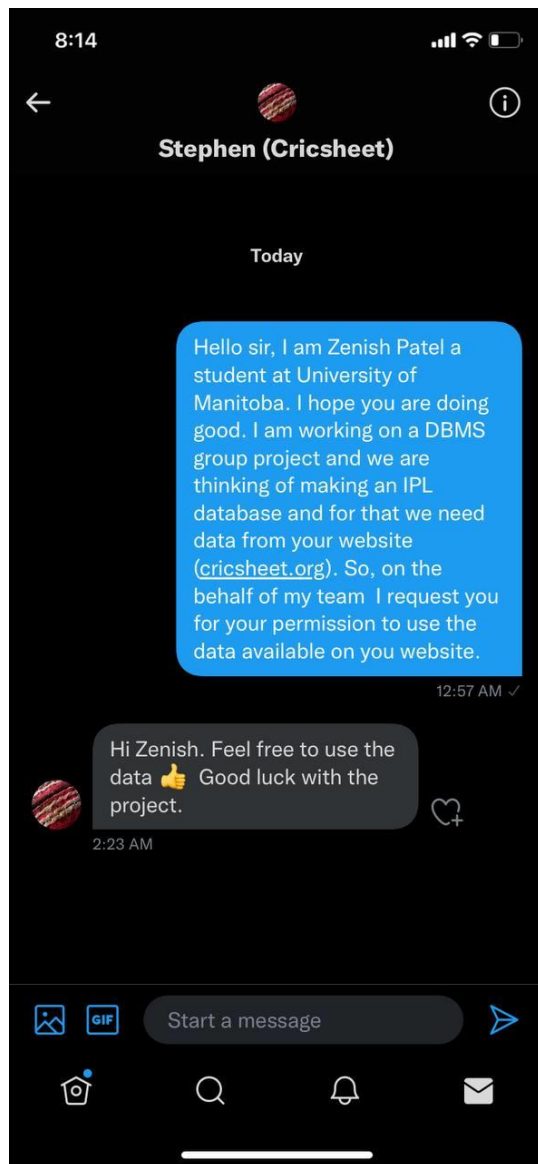 8:14
Stephen (Cricsheet)
Today
Hello sir, I am Zenish Patel a
student at University of
Manitoba. I hope you are doing
good. I am working on a DBMS
group project and we are
thinking of making an IPL
database and for that we need
data from your website
(cricsheet.org). So, on the
behalf of my team  I request you
for your permission to use the
data available on you website.
12:57 AM ✓
Hi Zenish. Feel free to use the
data 👍 Good luck with the
project.
2:23 AM
GIF
Start a message